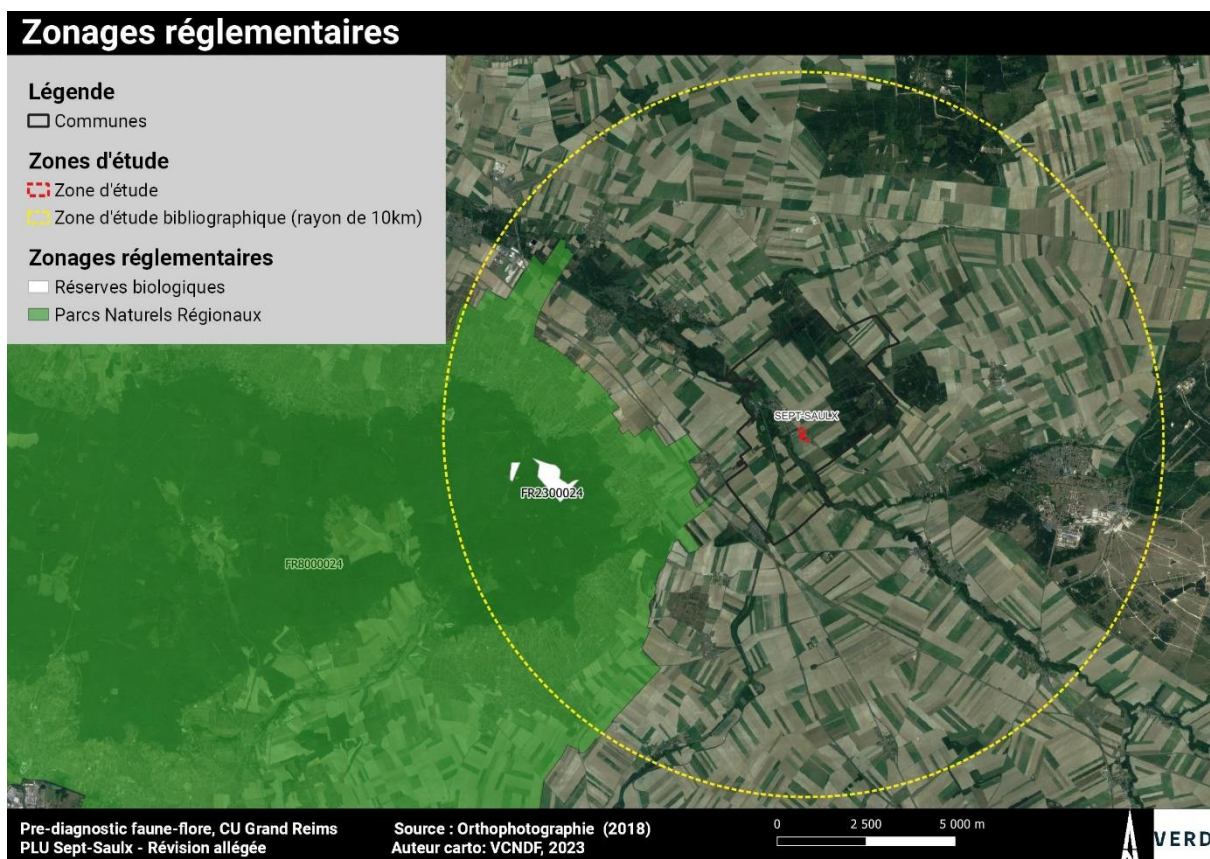 Zonages réglementaires
Légende
Communes
Zones d'étude
Zone d'étude
Zone d'étude bibliographique (rayon de 10km)
Zonages réglementaires
Réserves biologiques
Parcs Naturels Régionaux
SEPT-SAULX
FR2300024
FR8000024
Pre-diagnostic faune-flore, CU Grand Reims
PLU Sept-Saulx - Révision allégée
Source : Orthophotographie (2018)
Auteur carto: VCNDF, 2023
0 2 500 5 000 m
VERD